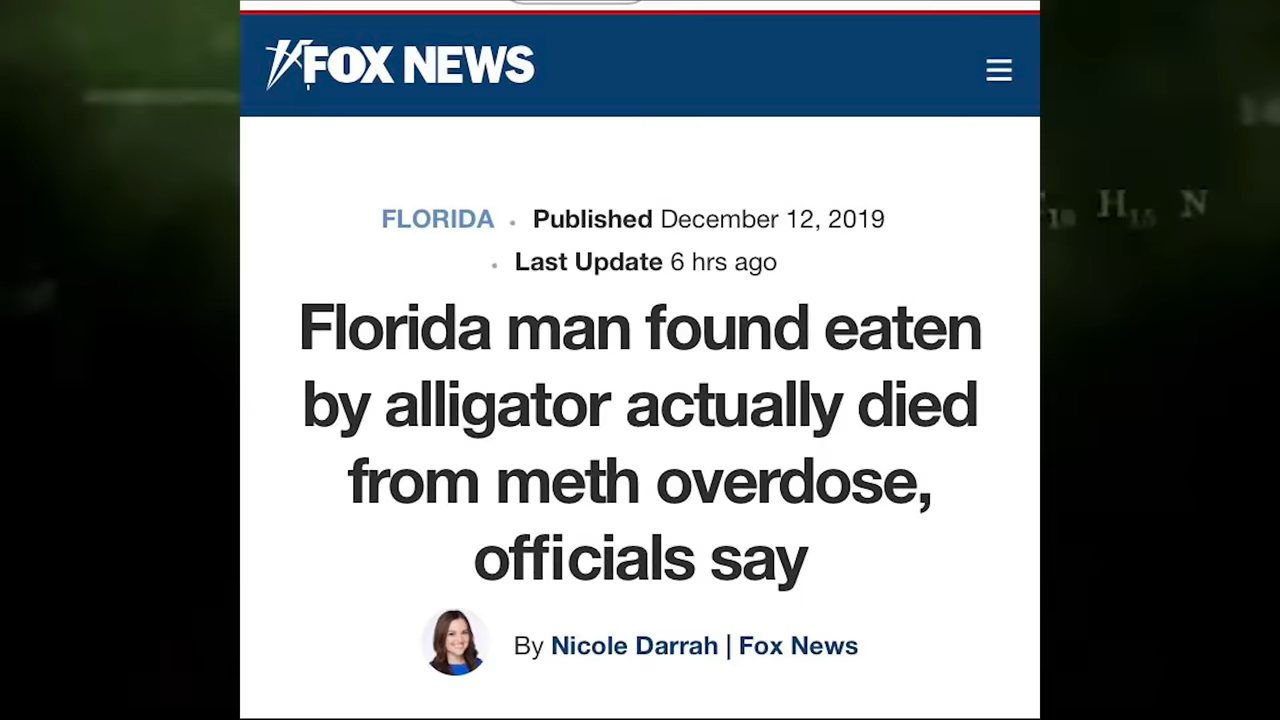 FOX NEWS
FLORIDA · Published December 12, 2019
· Last Update 6 hrs ago
Florida man found eaten
by alligator actually died
from meth overdose,
officials say
By Nicole Darrah | Fox News
H15 N